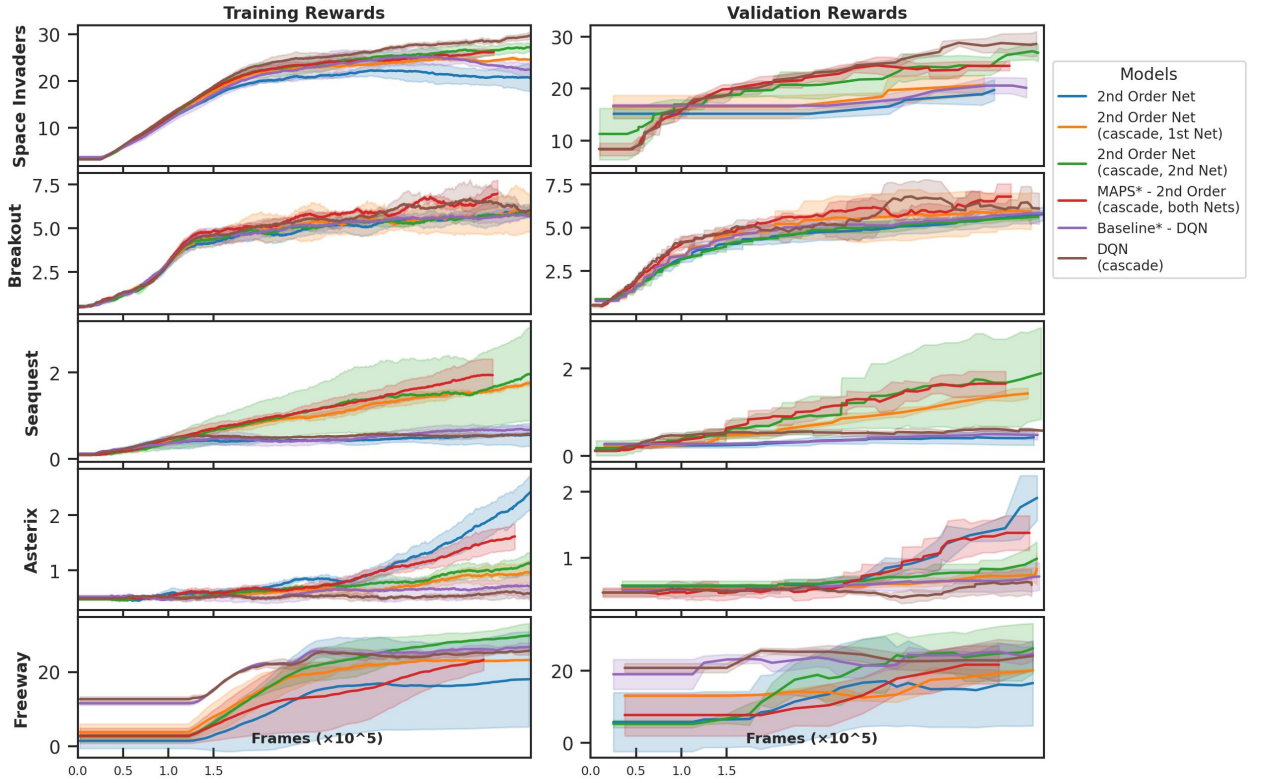 Training Rewards
Validation Rewards
Space Invaders
30
20
10
30
20
10
Models
2nd Order Net
2nd Order Net
(cascade, 1st Net)
2nd Order Net
(cascade, 2nd Net)
MAPS* - 2nd Order
(cascade, both Nets)
Baseline* - DQN
DQN
(cascade)
Breakout
7.5
5.0
2.5
7.5
5.0
2.5
Seaquest
2
0
2
0
Asterix
2
1
2
1
Freeway
20
0
20
0
Frames (×10^5)
Frames (×10^5)
0.0 0.5 1.0 1.5
0.0 0.5 1.0 1.5